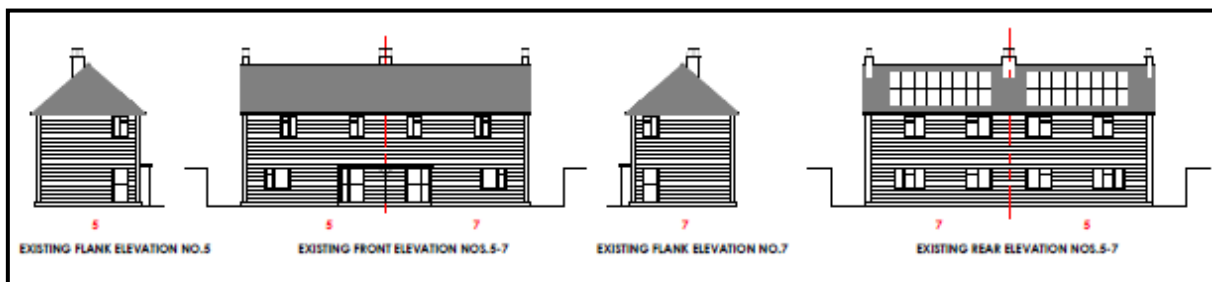 5
EXISTING FLANK ELEVATION NO.5
5 7
EXISTING FRONT ELEVATION NOS.5-7
7
EXISTING FLANK ELEVATION NO.7
7 5
EXISTING REAR ELEVATION NOS.5-7